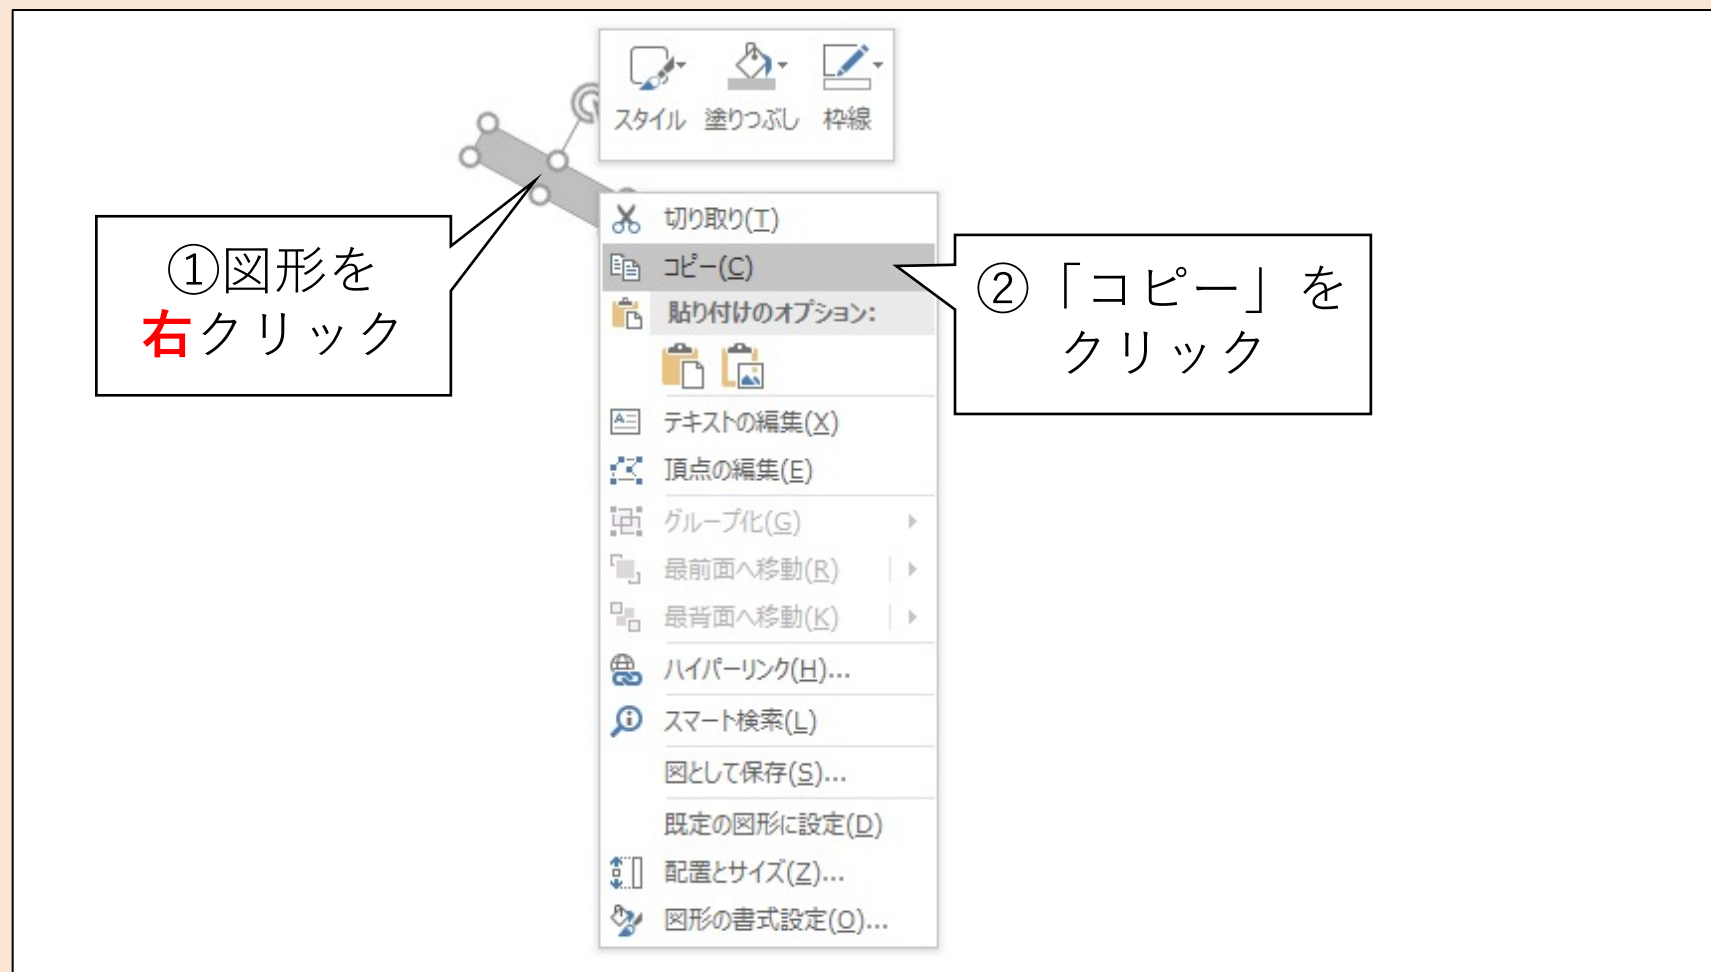 スタイル 塗りつぶし 枠線
①図形を
右クリック
切り取り(T)
コピー(C)
貼り付けのオプション:
②「コピー」を
クリック
テキストの編集(X)
頂点の編集(E)
グループ化(G)
最前面へ移動(R)
最背面へ移動(K)
ハイパーリンク(H)...
スマート検索(L)
図として保存(S)...
既定の図形に設定(D)
配置とサイズ(Z)...
図形の書式設定(O)...